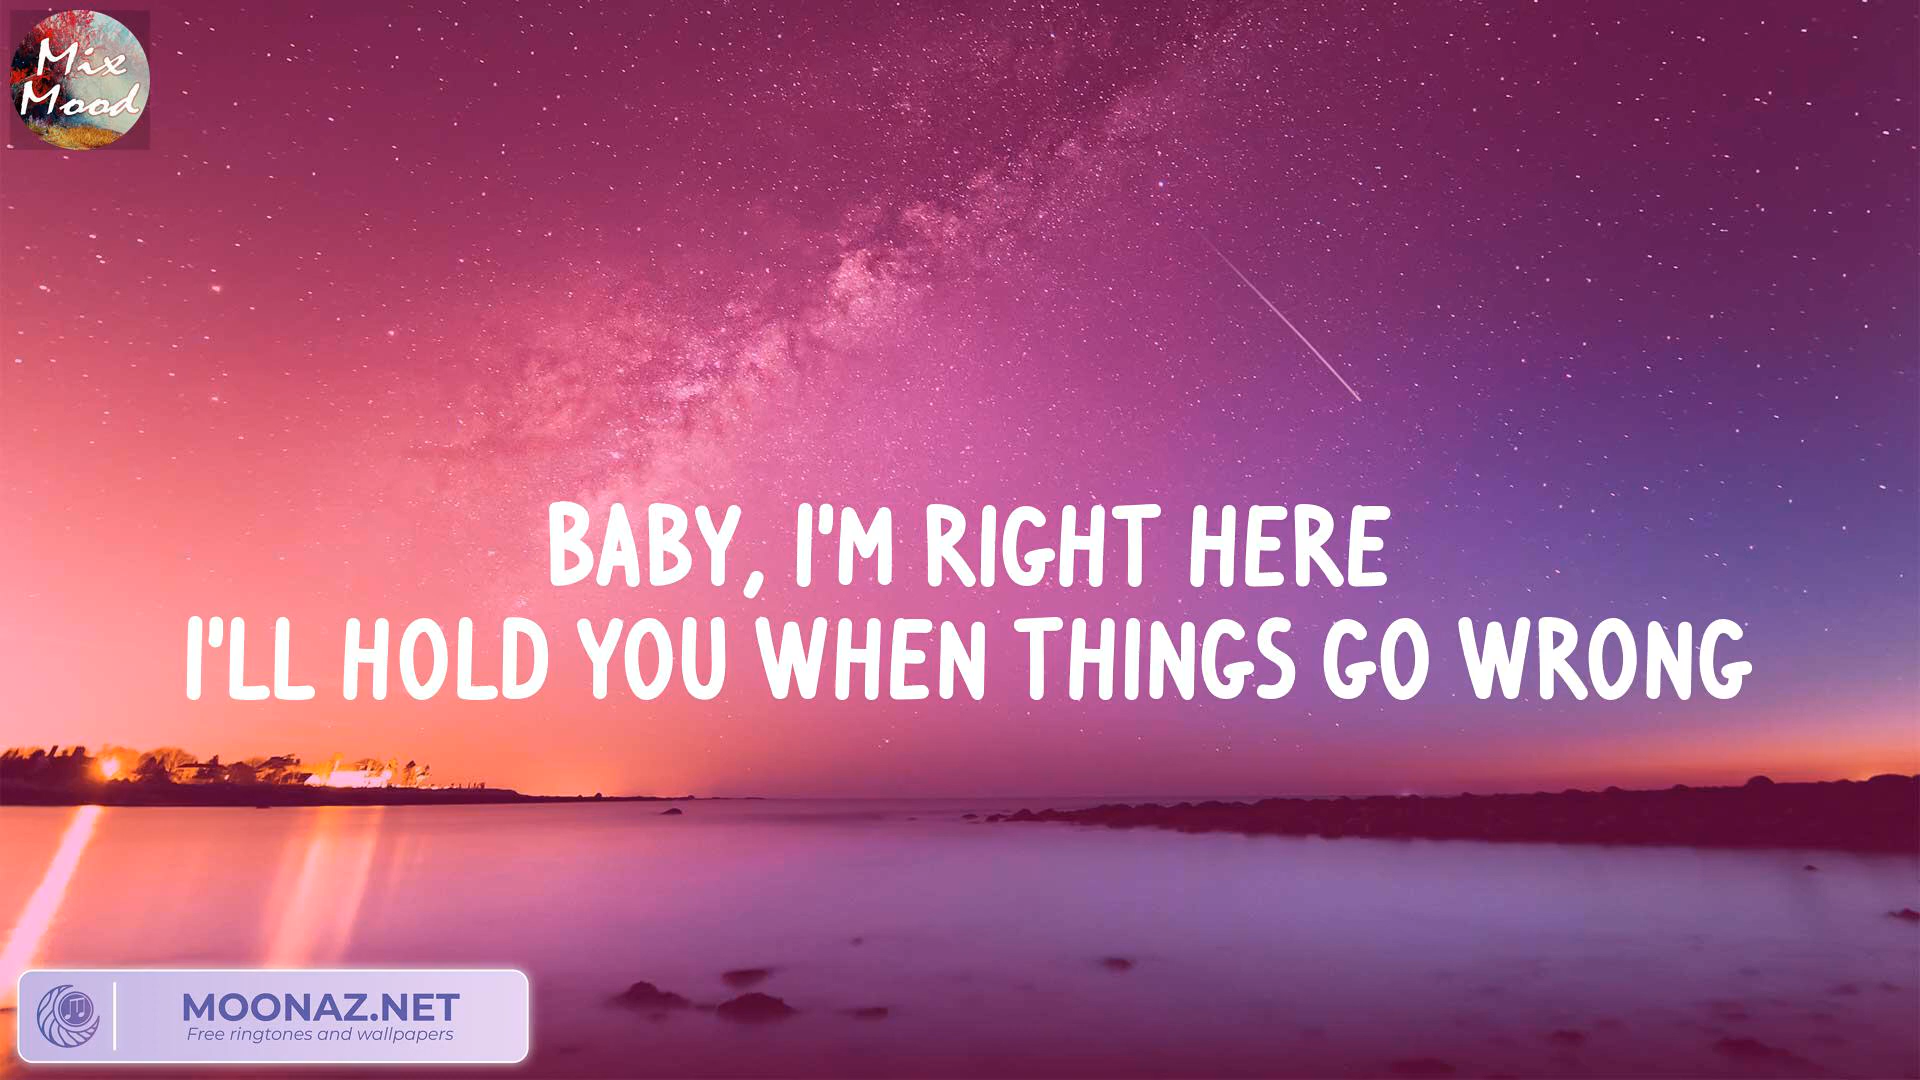 Mix
Mood
BABY, I'M RIGHT HERE
I'LL HOLD YOU WHEN THINGS GO WRONG
MOONAZ.NET
Free ringtones and wallpapers